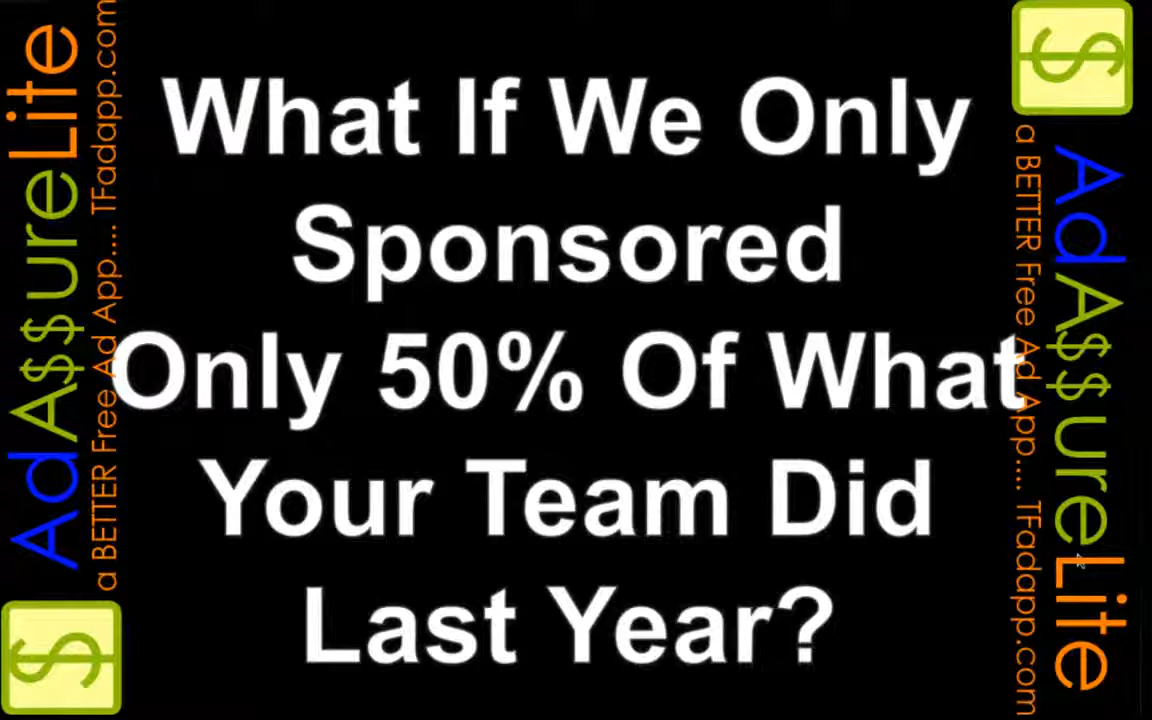 AdA$$ureLite
a BETTER Free Ad App.... TFadapp.com
What If We Only
Sponsored
Only 50% Of What
Your Team Did
Last Year?
$
$
AdA$$ureLite
a BETTER Free Ad App.... TFadapp.com